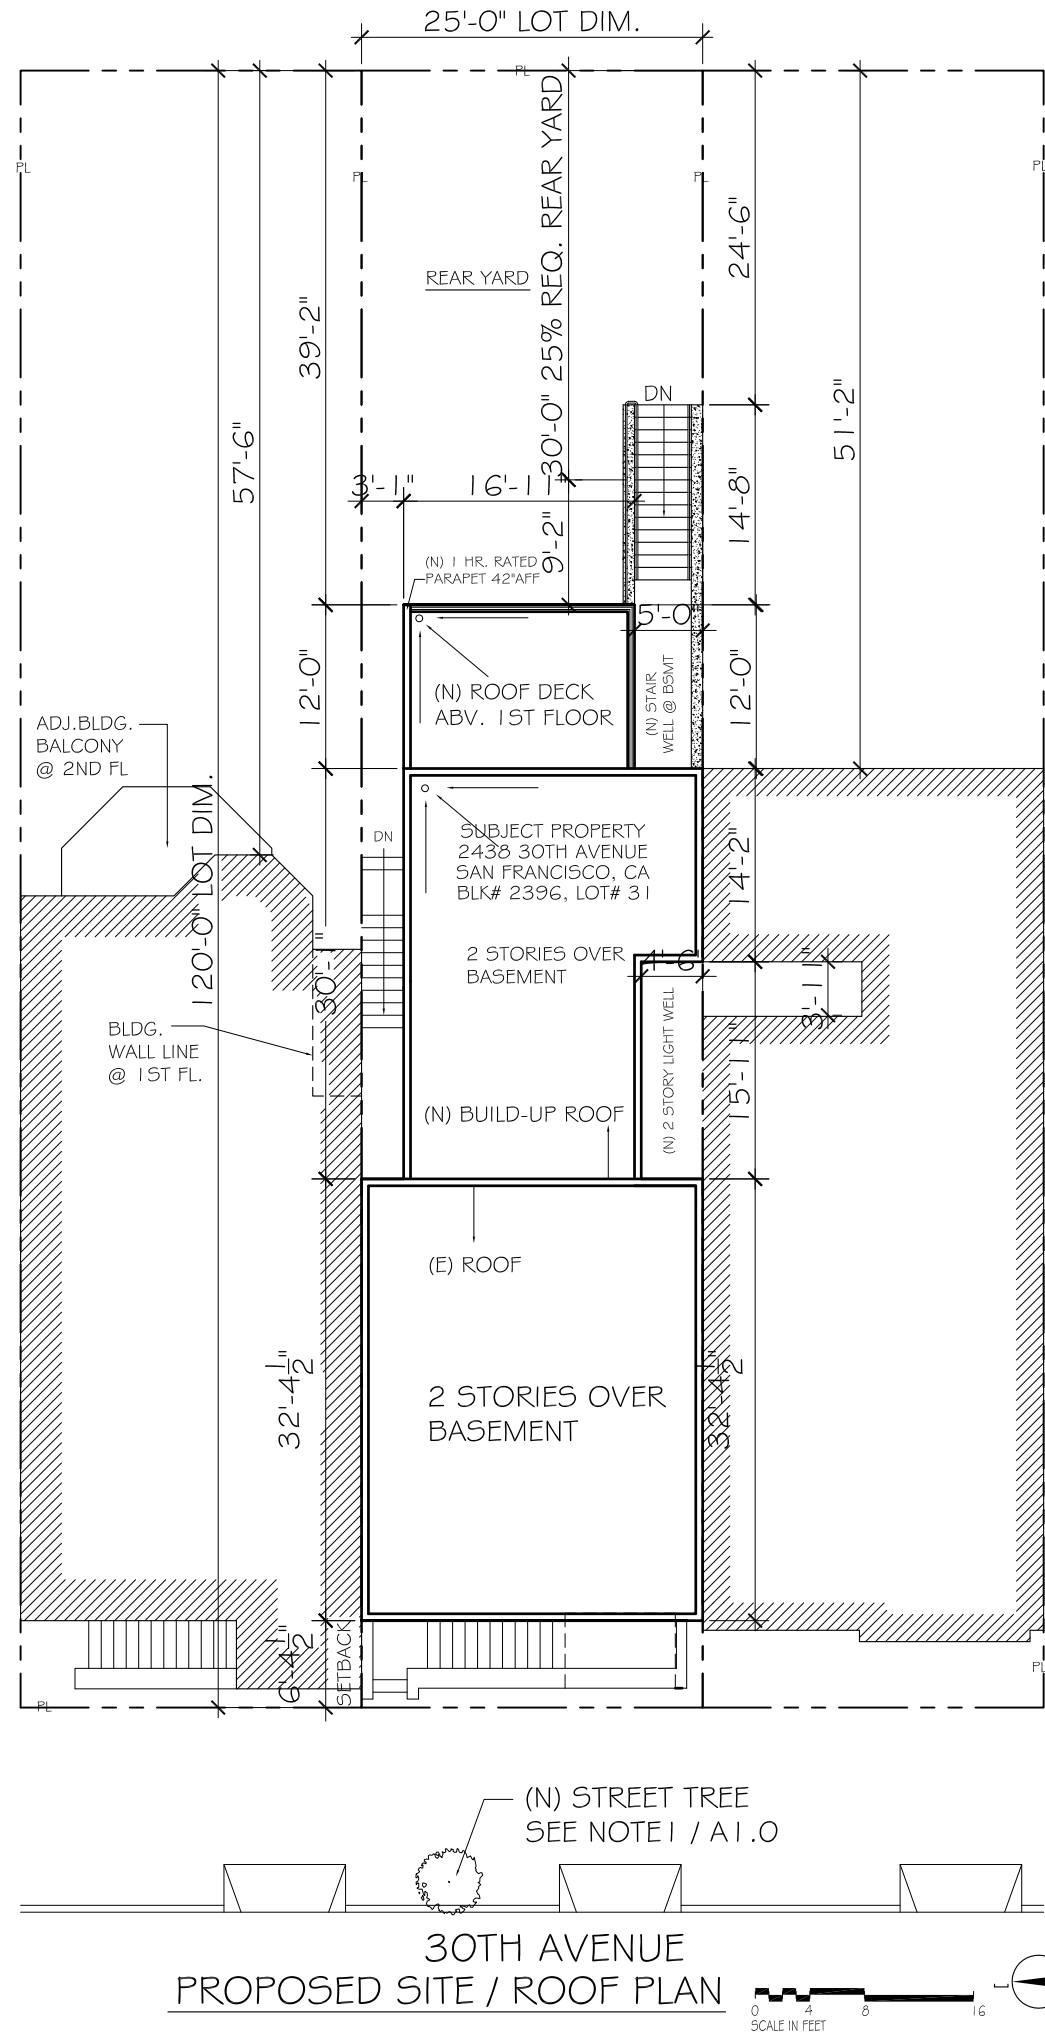 25'-0" LOT DIM.
PL
PL
PL
PL
PL
REAR YARD
30'-0" 25% REQ. REAR YARD
24'-6"
39'-2"
57'-6"
51'-2"
DN
3'-1"
16'-11"
9'-2"
14'-8"
(N) 1 HR. RATED
PARAPET 42"AFF
5'-0"
(N) ROOF DECK
ABV. 1ST FLOOR
(N) STAIR
WELL @ BSMT
12'-0"
12'-0"
ADJ.BLDG.
BALCONY
@ 2ND FL
120'-0" LOT DIM.
DN
SUBJECT PROPERTY
2438 30TH AVENUE
SAN FRANCISCO, CA
BLK# 2396, LOT# 31
14'-2"
2 STORIES OVER
BASEMENT
30'-1"
3'-11"
BLDG.
WALL LINE
@ 1ST FL.
(N) 2 STORY LIGHT WELL
15'-11"
(N) BUILD-UP ROOF
(E) ROOF
32'-4 1/2"
32'-4 1/2"
2 STORIES OVER
BASEMENT
6'-4 1/2"
SETBACK
PL
PL
(N) STREET TREE
SEE NOTE1 / A1.0
30TH AVENUE
PROPOSED SITE / ROOF PLAN
0 4 8 16
SCALE IN FEET